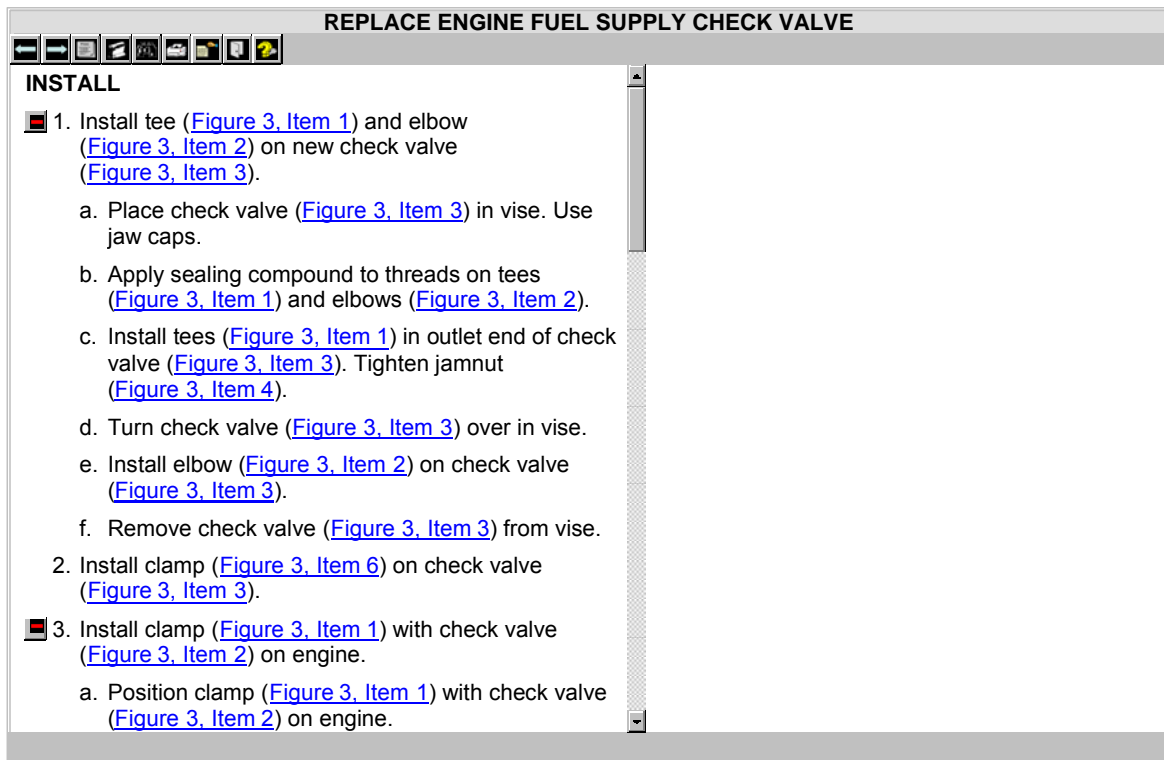 REPLACE ENGINE FUEL SUPPLY CHECK VALVE
INSTALL
1. Install tee (Figure 3, Item 1) and elbow
(Figure 3, Item 2) on new check valve
(Figure 3, Item 3).
a. Place check valve (Figure 3, Item 3) in vise. Use
jaw caps.
b. Apply sealing compound to threads on tees
(Figure 3, Item 1) and elbows (Figure 3, Item 2).
c. Install tees (Figure 3, Item 1) in outlet end of check
valve (Figure 3, Item 3). Tighten jamnut
(Figure 3, Item 4).
d. Turn check valve (Figure 3, Item 3) over in vise.
e. Install elbow (Figure 3, Item 2) on check valve
(Figure 3, Item 3).
f. Remove check valve (Figure 3, Item 3) from vise.
2. Install clamp (Figure 3, Item 6) on check valve
(Figure 3, Item 3).
3. Install clamp (Figure 3, Item 1) with check valve
(Figure 3, Item 2) on engine.
a. Position clamp (Figure 3, Item 1) with check valve
(Figure 3, Item 2) on engine.